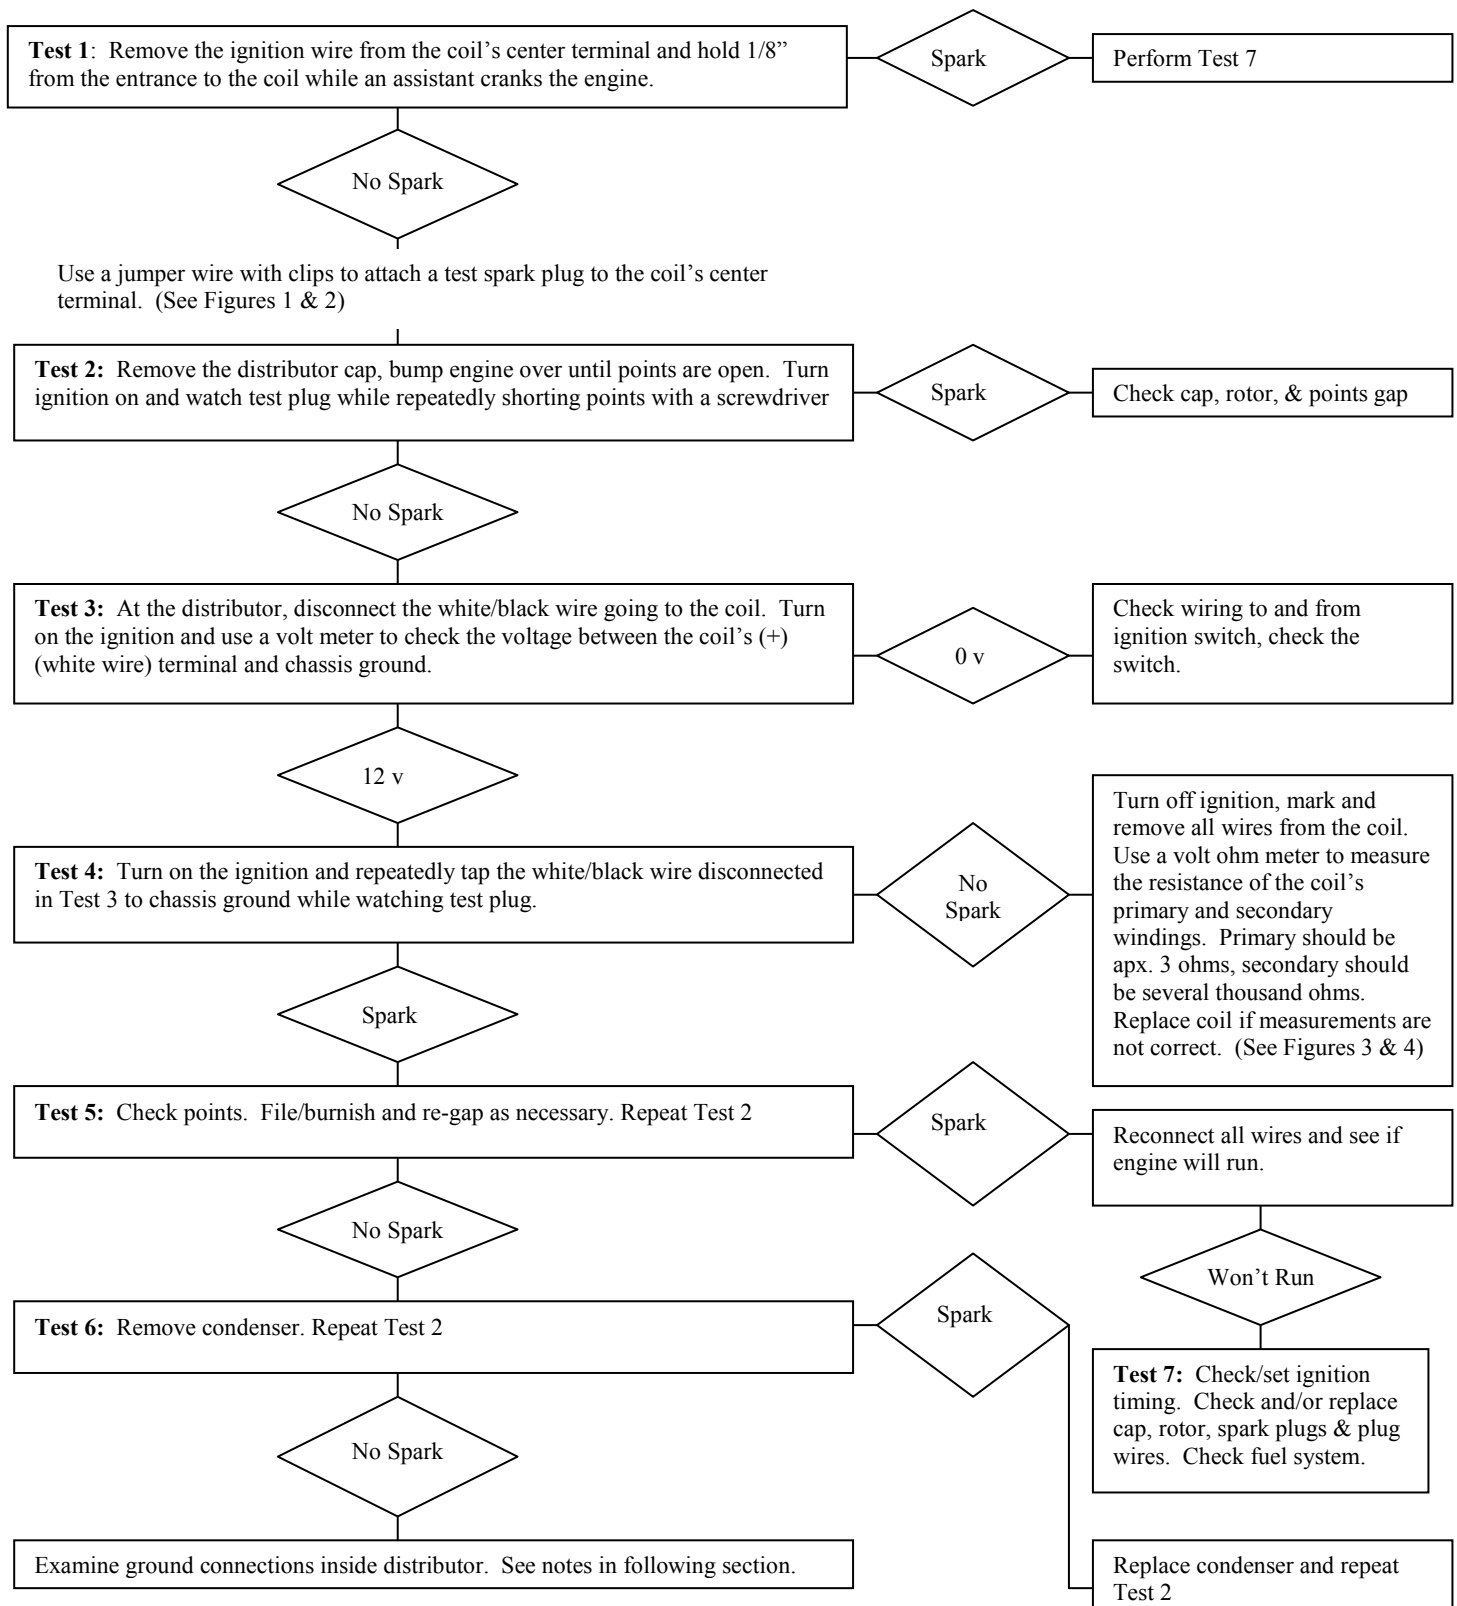 Test 1:  Remove the ignition wire from the coil’s center terminal and hold 1/8”
from the entrance to the coil while an assistant cranks the engine.
Spark
Perform Test 7
No Spark
Use a jumper wire with clips to attach a test spark plug to the coil’s center
terminal.  (See Figures 1 & 2)
Test 2:  Remove the distributor cap, bump engine over until points are open.  Turn
ignition on and watch test plug while repeatedly shorting points with a screwdriver
Spark
Check cap, rotor, & points gap
No Spark
Test 3:  At the distributor, disconnect the white/black wire going to the coil.  Turn
on the ignition and use a volt meter to check the voltage between the coil’s (+)
(white wire) terminal and chassis ground.
0 v
Check wiring to and from
ignition switch, check the
switch.
12 v
Test 4:  Turn on the ignition and repeatedly tap the white/black wire disconnected
in Test 3 to chassis ground while watching test plug.
No
Spark
Turn off ignition, mark and
remove all wires from the coil.
Use a volt ohm meter to measure
the resistance of the coil’s
primary and secondary
windings.  Primary should be
apx. 3 ohms, secondary should
be several thousand ohms.
Replace coil if measurements are
not correct.  (See Figures 3 & 4)
Spark
Test 5:  Check points.  File/burnish and re-gap as necessary. Repeat Test 2
Spark
Reconnect all wires and see if
engine will run.
No Spark
Won’t Run
Test 6:  Remove condenser. Repeat Test 2
Spark
Test 7:  Check/set ignition
timing.  Check and/or replace
cap, rotor, spark plugs & plug
wires.  Check fuel system.
No Spark
Examine ground connections inside distributor.  See notes in following section.
Replace condenser and repeat
Test 2